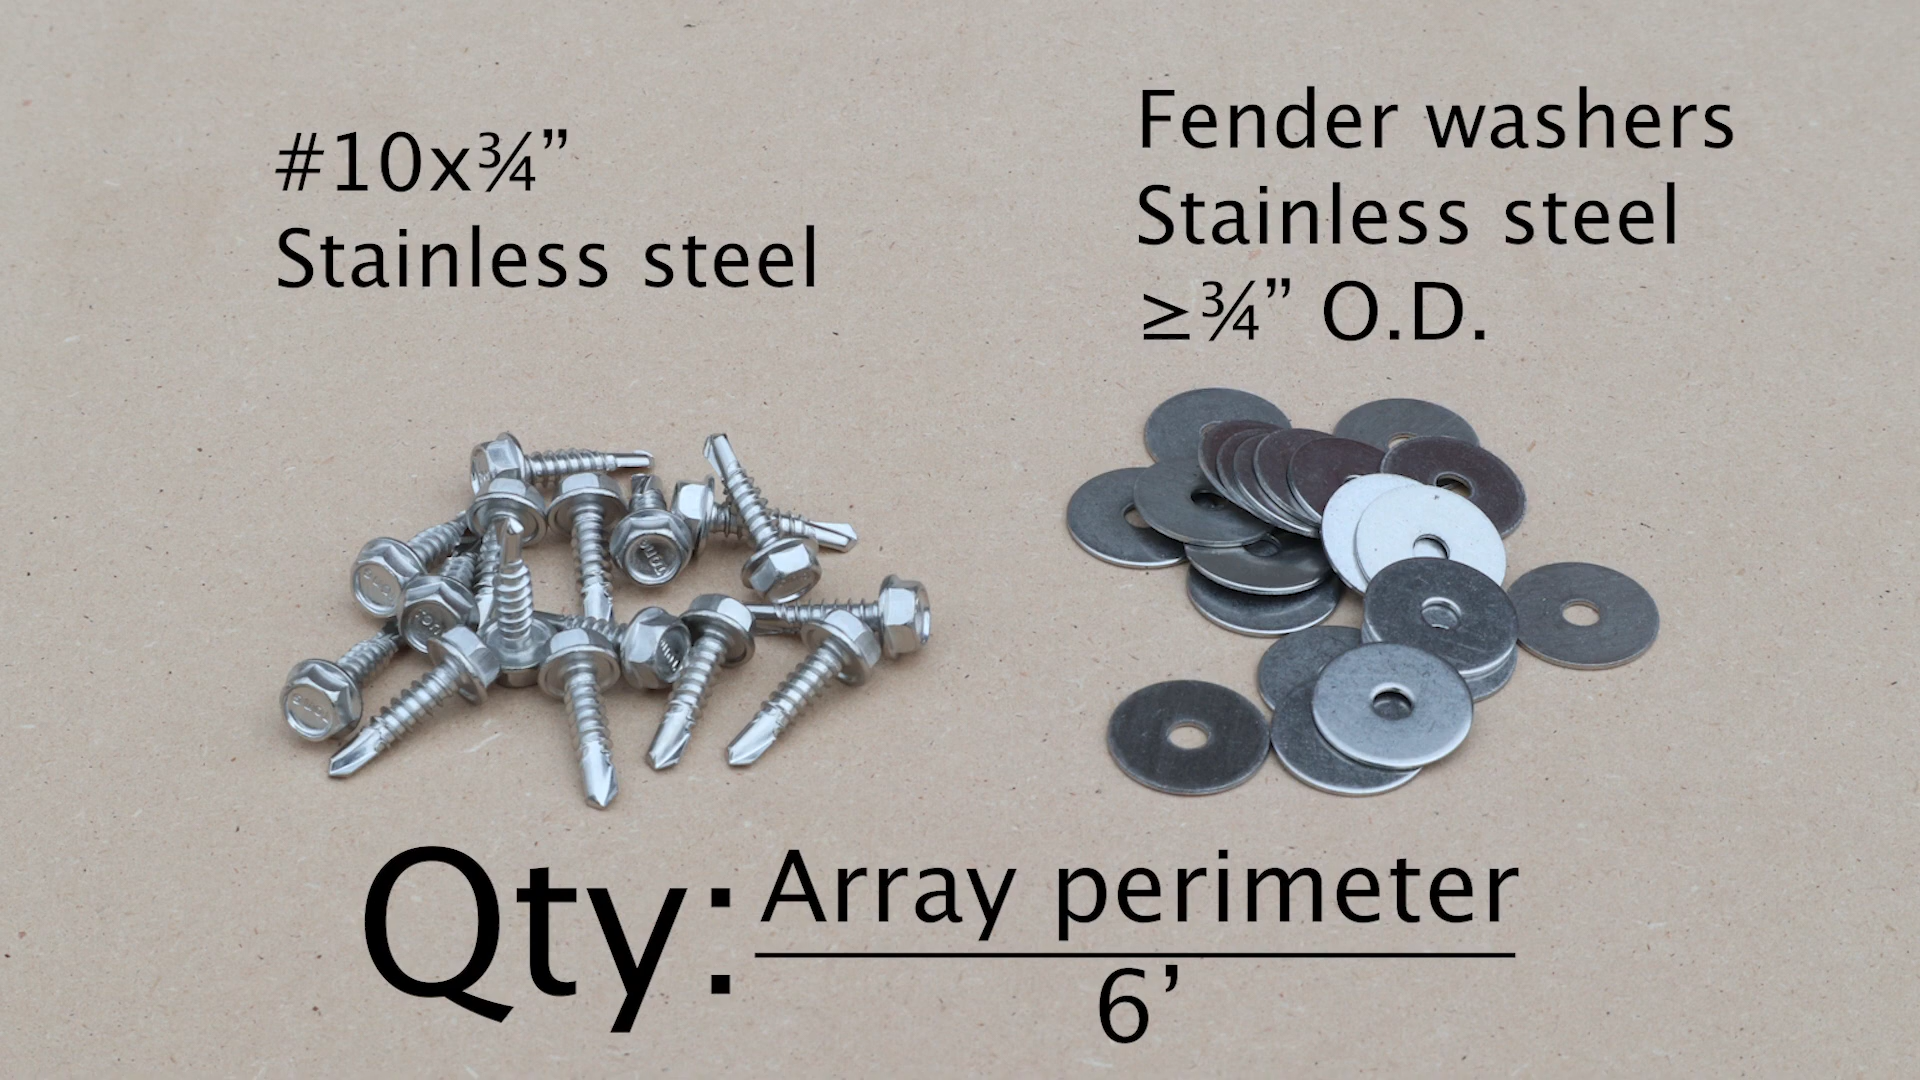 #10x¾”
Stainless steel
Fender washers
Stainless steel
≥¾” O.D.
Qty: Array perimeter
6’